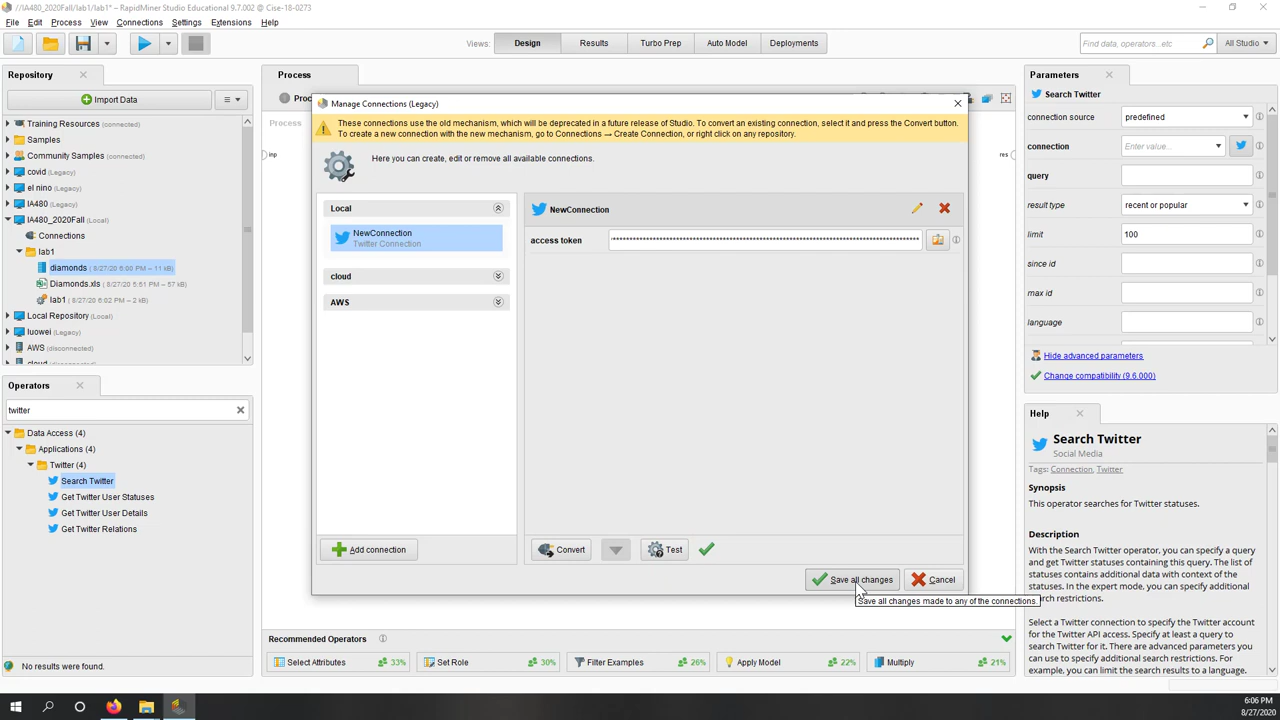 //IA480_2020Fall/lab1/lab1* – RapidMiner Studio Educational 9.7.002 @ Cise-18-0273
File Edit Process View Connections Settings Extensions Help
Views: Design Results Turbo Prep Auto Model Deployments
Find data, operators...etc All Studio
Repository
Import Data
Training Resources (connected)
Samples
Community Samples (connected)
covid (Legacy)
el nino (Legacy)
IA480 (Legacy)
IA480_2020Fall (Local)
Connections
lab1
diamonds (8/27/20 6:00 PM – 11 kB)
Diamonds.xls (8/27/20 5:51 PM – 57 kB)
lab1 (8/27/20 6:02 PM – 2 kB)
Local Repository (Local)
luowei (Legacy)
AWS (disconnected)
cloud (disconnected)
Operators
twitter
Data Access (4)
Applications (4)
Twitter (4)
Search Twitter
Get Twitter User Statuses
Get Twitter User Details
Get Twitter Relations
No results were found.
Process
Process
inp
res
Manage Connections (Legacy)
These connections use the old mechanism, which will be deprecated in a future release of Studio. To convert an existing connection, select it and press the Convert button.
To create a new connection with the new mechanism, go to Connections → Create Connection, or right click on any repository.
Here you can create, edit or remove all available connections.
Local
NewConnection
Twitter Connection
cloud
AWS
Add connection
NewConnection
access token
Convert Test
Save all changes Cancel
Save all changes made to any of the connections.
Recommended Operators
Select Attributes 33% Set Role 30% Filter Examples 26% Apply Model 22% Multiply 21%
Parameters
Search Twitter
connection source predefined
connection Enter value...
query
result type recent or popular
limit 100
since id
max id
language
Hide advanced parameters
Change compatibility (9.6.000)
Help
Search Twitter
Social Media
Tags: Connection, Twitter
Synopsis
This operator searches for Twitter statuses.
Description
With the Search Twitter operator, you can specify a query
and get Twitter statuses containing this query. The list of
statuses contains additional data with context of the
statuses. In the expert mode, you can specify additional
search restrictions.
Select a Twitter connection to specify the Twitter account
for the Twitter API access. Specify at least a query to
search Twitter for it. There are advanced parameters you
can use to specify additional search restrictions. For
example, you can limit the search results to a language.
6:06 PM
8/27/2020